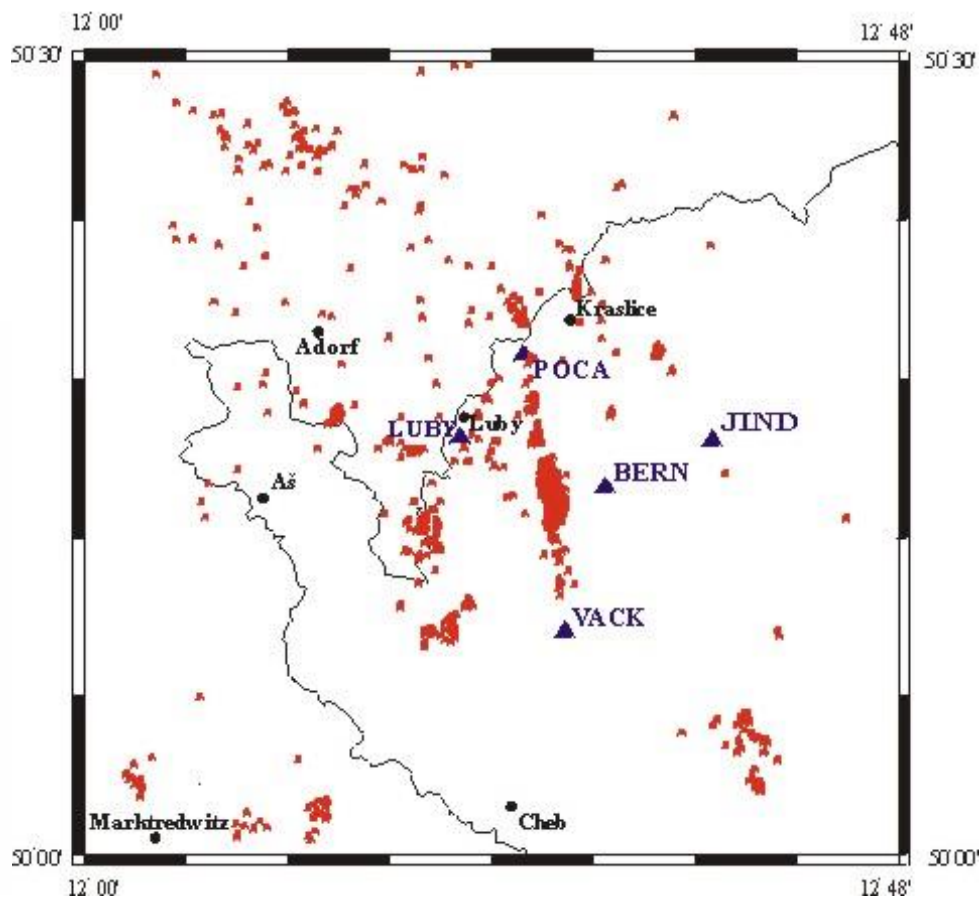 12° 00'
12° 48'
50°30'
50°30'
Kraslice
Adorf
POCA
LUBY
Luby
JIND
BERN
Aš
VACK
Marktredwitz
Cheb
50°00'
50°00'
12° 00'
12° 48'